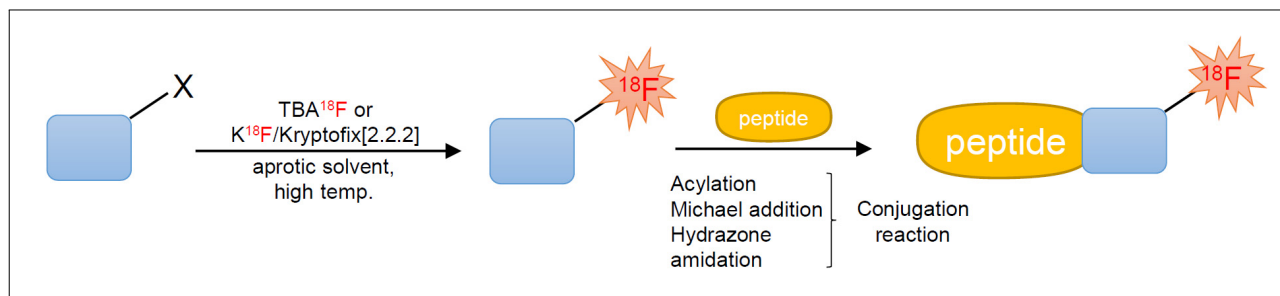 X
TBA¹⁸F or
K¹⁸F/Kryptofix[2.2.2]
aprotic solvent,
high temp.
¹⁸F
peptide
Acylation
Michael addition
Hydrazone
amidation
Conjugation
reaction
peptide
¹⁸F